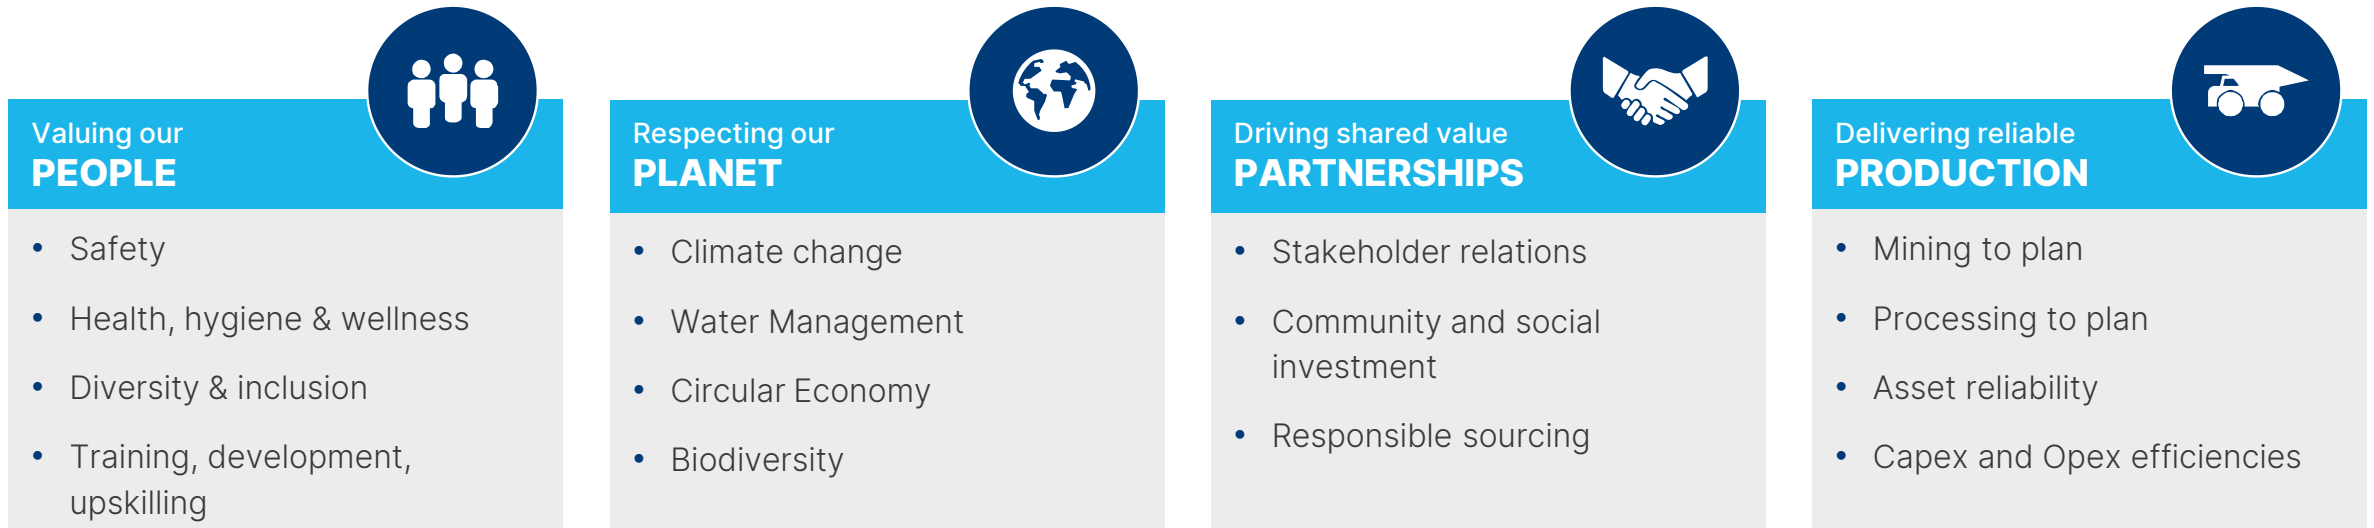 Valuing our
PEOPLE
• Safety
• Health, hygiene & wellness
• Diversity & inclusion
• Training, development,
upskilling
Respecting our
PLANET
• Climate change
• Water Management
• Circular Economy
• Biodiversity
Driving shared value
PARTNERSHIPS
• Stakeholder relations
• Community and social
investment
• Responsible sourcing
Delivering reliable
PRODUCTION
• Mining to plan
• Processing to plan
• Asset reliability
• Capex and Opex efficiencies